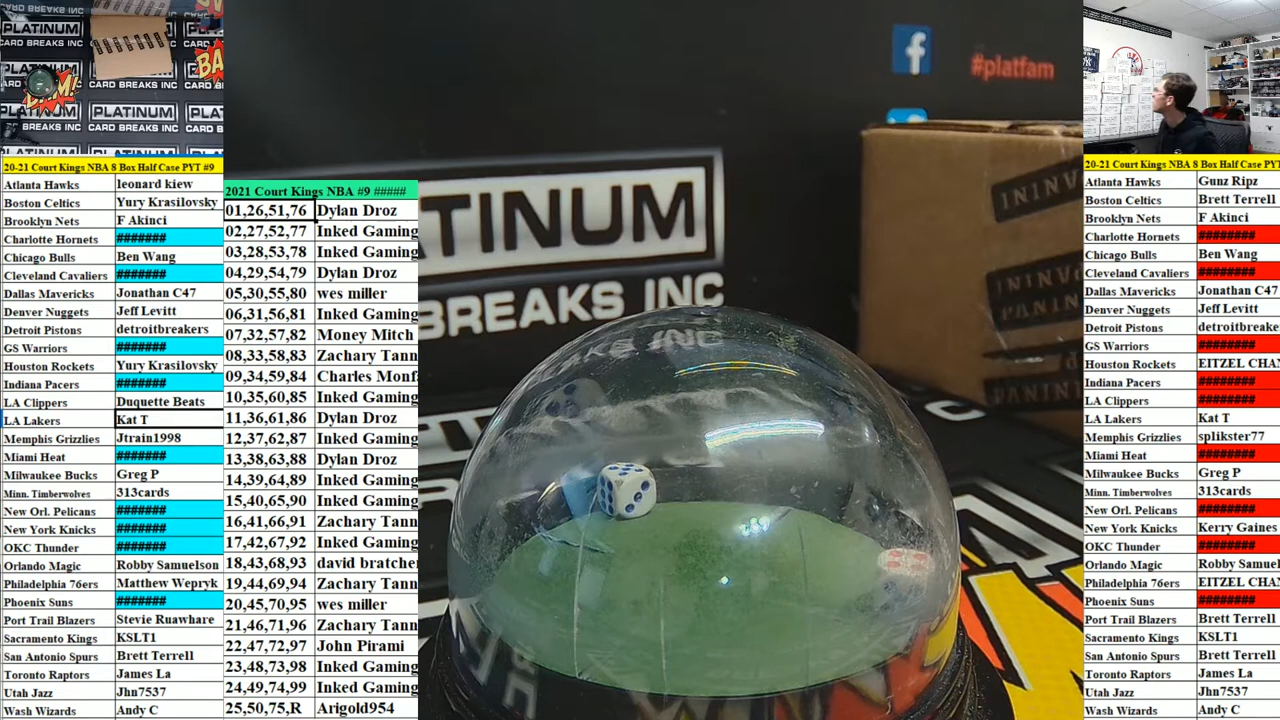 PLATINUM
CARD BREAKS INC
20-21 Court Kings NBA 8 Box Half Case PYT #9
Atlanta Hawks leonard kiew
Boston Celtics Yury Krasilovsky
Brooklyn Nets F Akinci
Charlotte Hornets #######
Chicago Bulls Ben Wang
Cleveland Cavaliers #######
Dallas Mavericks Jonathan C47
Denver Nuggets Jeff Levitt
Detroit Pistons detroitbreakers
GS Warriors #######
Houston Rockets Yury Krasilovsky
Indiana Pacers #######
LA Clippers Duquette Beats
LA Lakers Kat T
Memphis Grizzlies Jtrain1998
Miami Heat #######
Milwaukee Bucks Greg P
Minn. Timberwolves 313cards
New Orl. Pelicans #######
New York Knicks #######
OKC Thunder #######
Orlando Magic Robby Samuelson
Philadelphia 76ers Matthew Wepryk
Phoenix Suns #######
Port Trail Blazers Stevie Ruawhare
Sacramento Kings KSLT1
San Antonio Spurs Brett Terrell
Toronto Raptors James La
Utah Jazz Jhn7537
Wash Wizards Andy C
2021 Court Kings NBA #9 #####
01,26,51,76 Dylan Droz
02,27,52,77 Inked Gaming
03,28,53,78 Inked Gaming
04,29,54,79 Dylan Droz
05,30,55,80 wes miller
06,31,56,81 Inked Gaming
07,32,57,82 Money Mitch
08,33,58,83 Zachary Tann
09,34,59,84 Charles Monf
10,35,60,85 Inked Gaming
11,36,61,86 Dylan Droz
12,37,62,87 Inked Gaming
13,38,63,88 Dylan Droz
14,39,64,89 Inked Gaming
15,40,65,90 Inked Gaming
16,41,66,91 Zachary Tann
17,42,67,92 Inked Gaming
18,43,68,93 david bratcher
19,44,69,94 Zachary Tann
20,45,70,95 wes miller
21,46,71,96 Zachary Tann
22,47,72,97 John Pirami
23,48,73,98 Inked Gaming
24,49,74,99 Inked Gaming
25,50,75,R Arigold954
#platfam
TINUM
BREAKS INC
20-21 Court Kings NBA 8 Box Half Case PYT
Atlanta Hawks Gunz Ripz
Boston Celtics Brett Terrell
Brooklyn Nets F Akinci
Charlotte Hornets ########
Chicago Bulls Ben Wang
Cleveland Cavaliers ########
Dallas Mavericks Jonathan C47
Denver Nuggets Jeff Levitt
Detroit Pistons detroitbreake
GS Warriors ########
Houston Rockets EITZEL CHA
Indiana Pacers ########
LA Clippers ########
LA Lakers Kat T
Memphis Grizzlies splikster77
Miami Heat ########
Milwaukee Bucks Greg P
Minn. Timberwolves 313cards
New Orl. Pelicans ########
New York Knicks Kerry Gaines
OKC Thunder ########
Orlando Magic Robby Samuel
Philadelphia 76ers EITZEL CHA
Phoenix Suns ########
Port Trail Blazers Brett Terrell
Sacramento Kings KSLT1
San Antonio Spurs Brett Terrell
Toronto Raptors James La
Utah Jazz Jhn7537
Wash Wizards Andy C